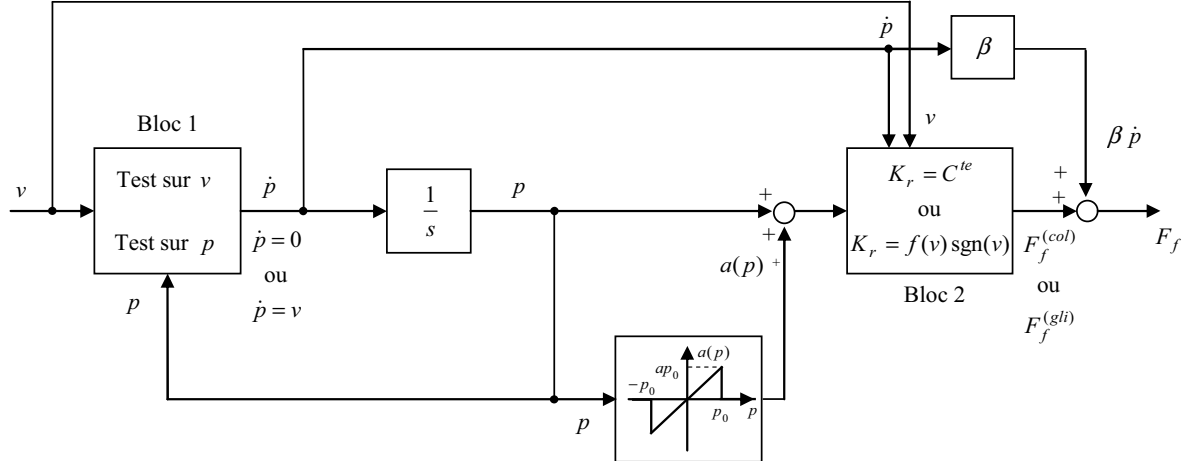 ṗ
β
Bloc 1
v
β ṗ
v
Test sur v
Test sur p
ṗ
1
s
p
+
+
K_r = C^{te}
ou
K_r = f(v) sgn(v)
+
+
F_f
ṗ = 0
ou
ṗ = v
p
a(p) +
Bloc 2
F_f^{(col)}
ou
F_f^{(gli)}
a(p)
ap_0
-p_0
p_0
p
p